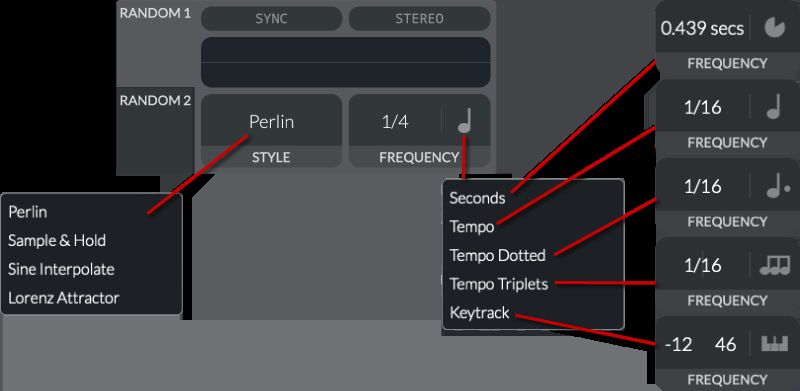 RANDOM 1
SYNC
STEREO
RANDOM 2
Perlin
STYLE
1/4
FREQUENCY
Perlin
Sample & Hold
Sine Interpolate
Lorenz Attractor
Seconds
Tempo
Tempo Dotted
Tempo Triplets
Keytrack
0.439 secs
FREQUENCY
1/16
FREQUENCY
1/16
FREQUENCY
1/16
FREQUENCY
-12 46
FREQUENCY